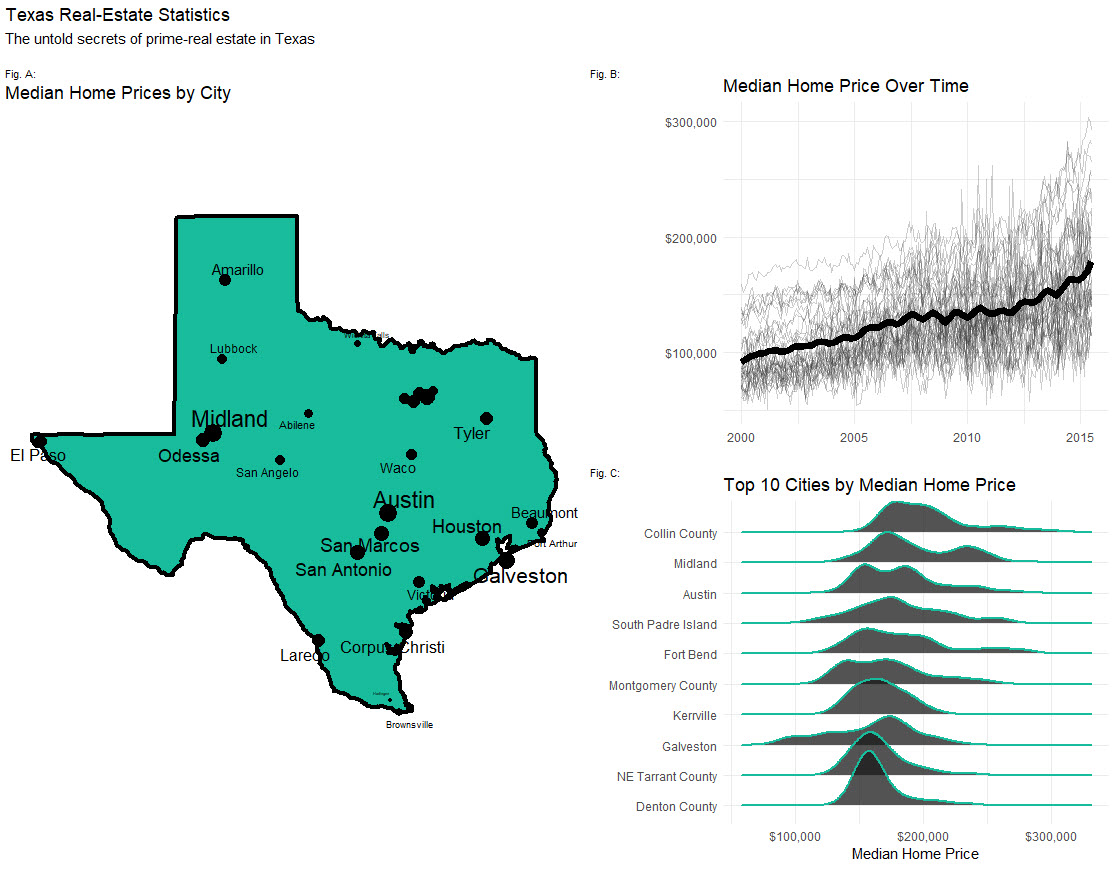 Texas Real-Estate Statistics
The untold secrets of prime-real estate in Texas
Fig. A:
Median Home Prices by City
Amarillo
Lubbock
Midland
Abilene
Tyler
El Paso
Odessa
San Angelo
Waco
Austin
Beaumont
Houston
San Marcos
Port Arthur
San Antonio
Galveston
Corpus Christi
Laredo
Brownsville
Fig. B:
Median Home Price Over Time
$300,000
$200,000
$100,000
2000 2005 2010 2015
Fig. C:
Top 10 Cities by Median Home Price
Collin County
Midland
Austin
South Padre Island
Fort Bend
Montgomery County
Kerrville
Galveston
NE Tarrant County
Denton County
$100,000 $200,000 $300,000
Median Home Price